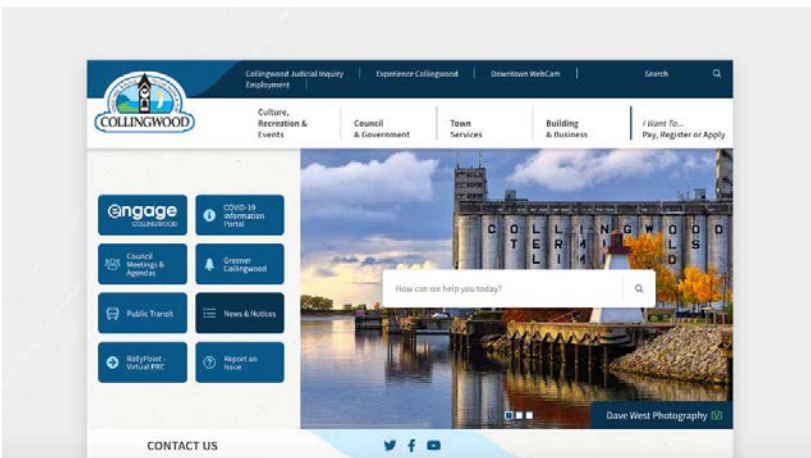 Collingwood Judicial Inquiry
Experience Collingwood
Downtown WebCam
Search
Employment
COLLINGWOOD
Culture,
Recreation &
Events
Council
& Government
Town
Services
Building
& Business
I Want To...
Pay, Register or Apply
engage
COLLINGWOOD
COVID-19
Information
Portal
Council
Meetings &
Agendas
Greener
Collingwood
Public Transit
News & Notices
RallyPoint -
Virtual PRC
Report an
Issue
COLLINGWOOD
TERMINALS
LIM
How can we help you today?
Dave West Photography
CONTACT US